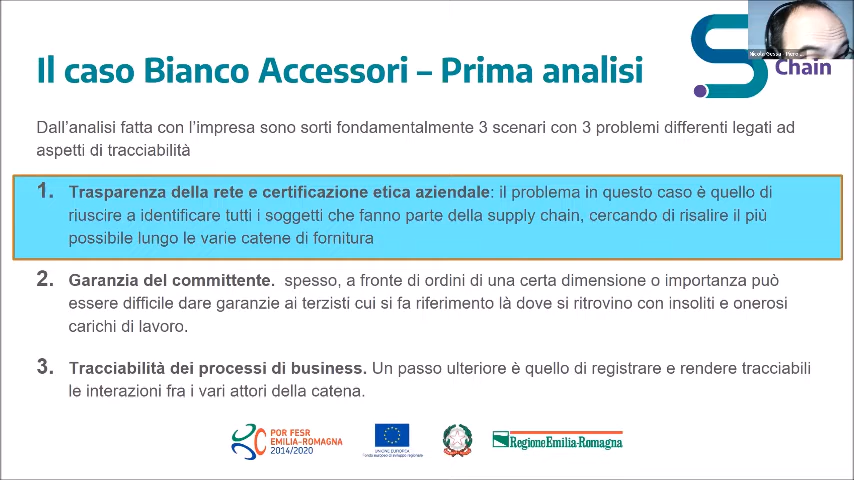 Il caso Bianco Accessori – Prima analisi
Chain
Dall'analisi fatta con l'impresa sono sorti fondamentalmente 3 scenari con 3 problemi differenti legati ad
aspetti di tracciabilità
1. Trasparenza della rete e certificazione etica aziendale: il problema in questo caso è quello di
riuscire a identificare tutti i soggetti che fanno parte della supply chain, cercando di risalire il più
possibile lungo le varie catene di fornitura
2. Garanzia del committente. spesso, a fronte di ordini di una certa dimensione o importanza può
essere difficile dare garanzie ai terzisti cui si fa riferimento là dove si ritrovino con insoliti e onerosi
carichi di lavoro.
3. Tracciabilità dei processi di business. Un passo ulteriore è quello di registrare e rendere tracciabili
le interazioni fra i vari attori della catena.
POR FESR
EMILIA-ROMAGNA
2014/2020
UNIONE EUROPEA
Fondo europeo di sviluppo regionale
RegioneEmilia-Romagna